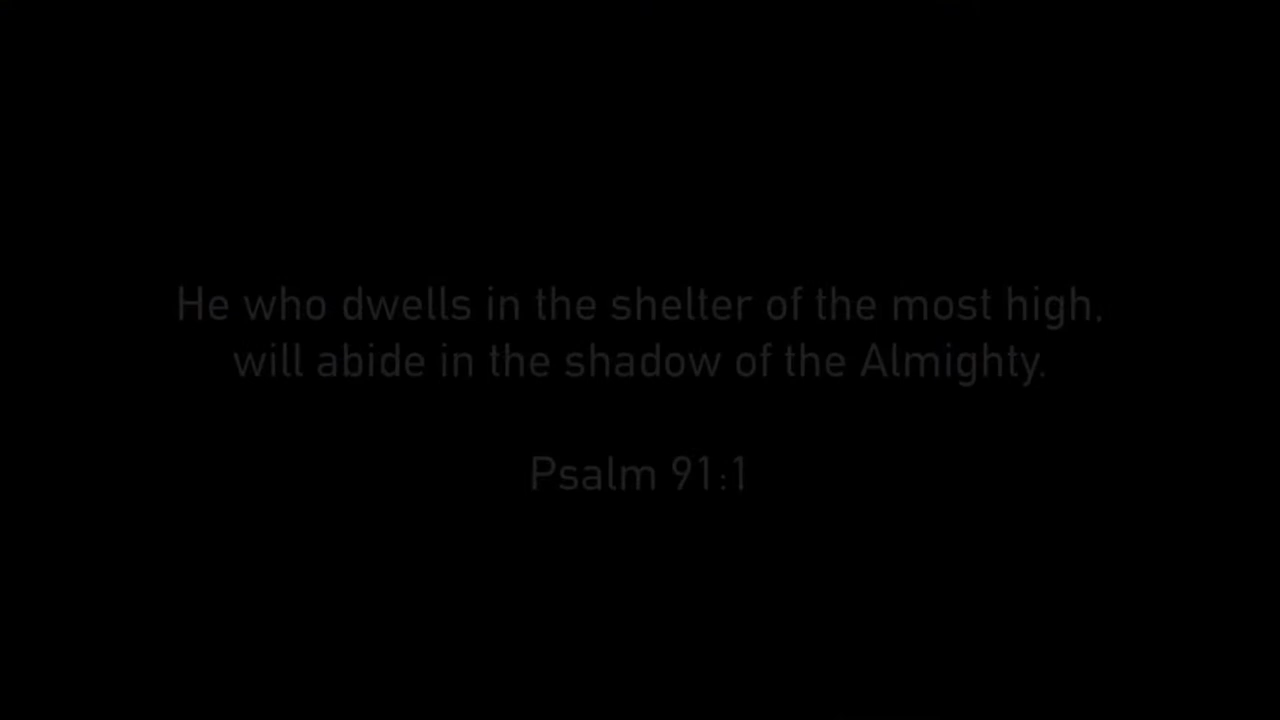 He who dwells in the shelter of the most high,
will abide in the shadow of the Almighty.
Psalm 91:1